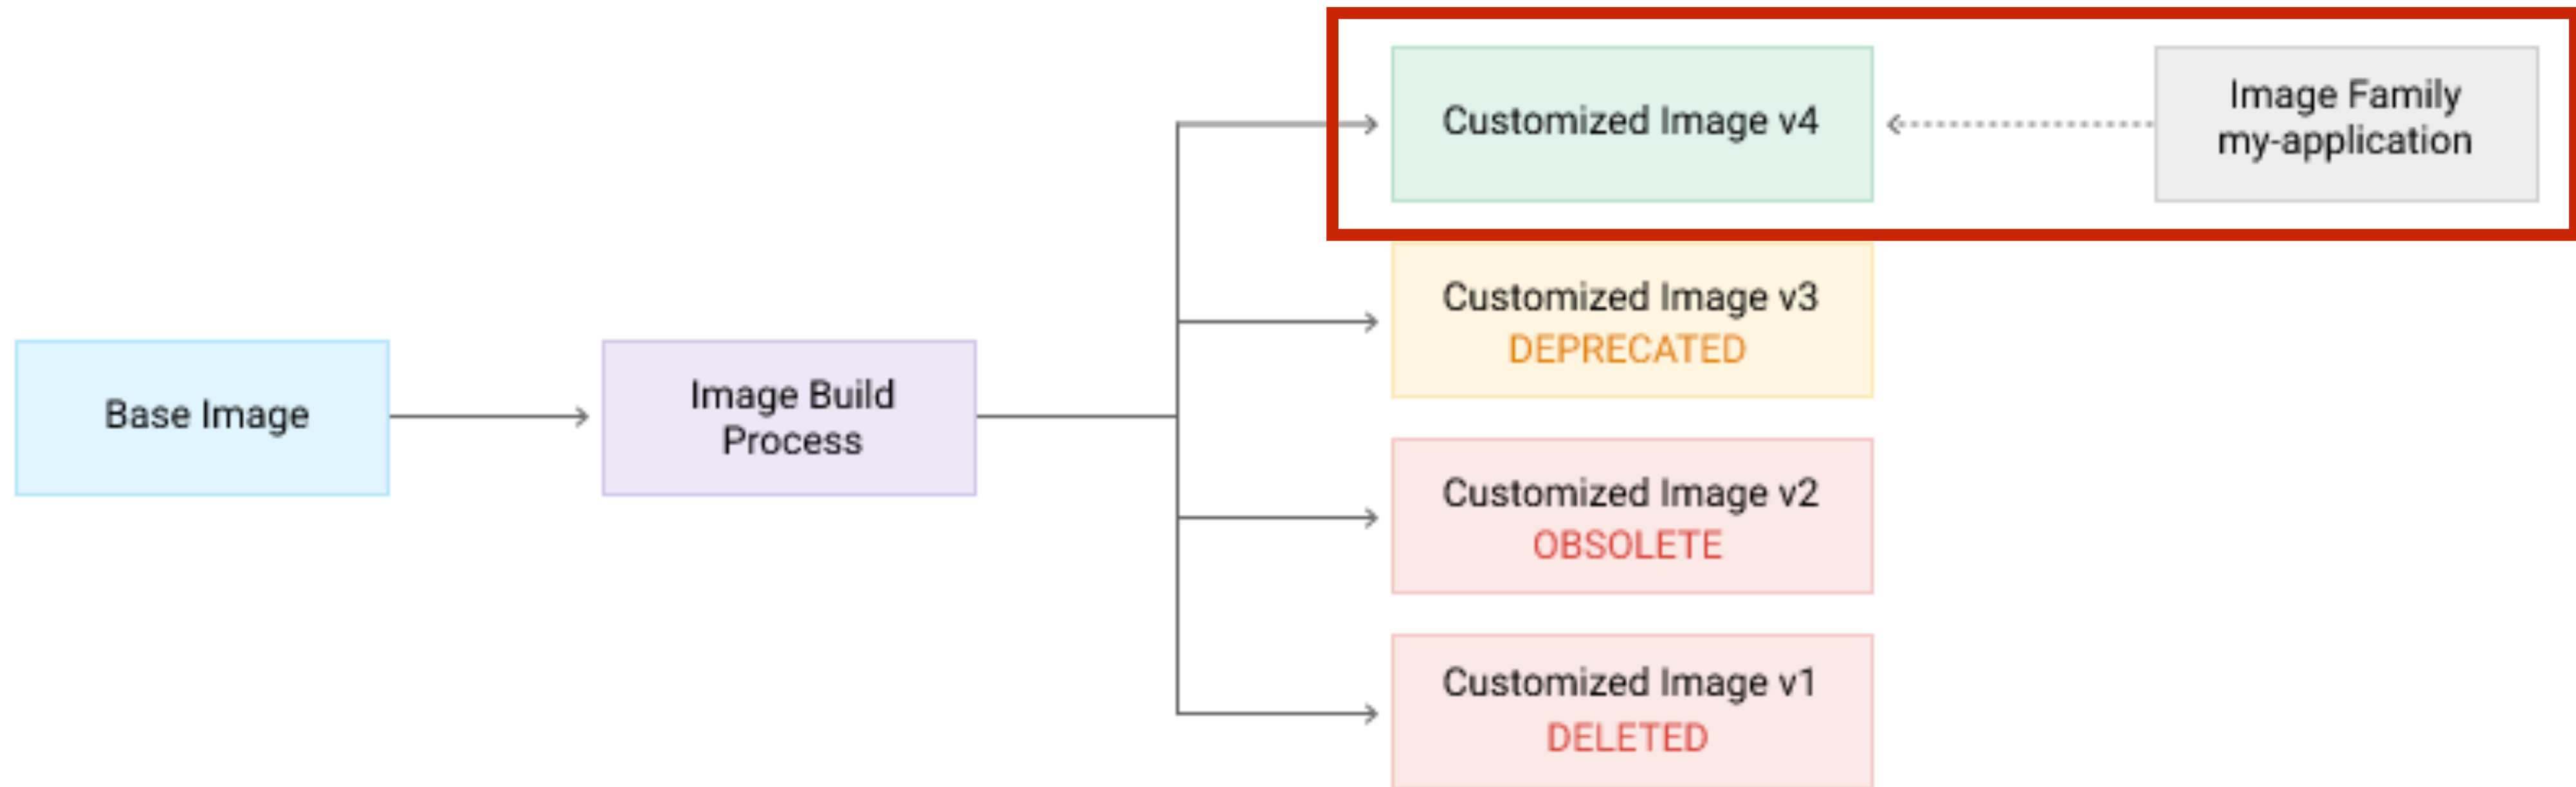 Base Image
Image Build
Process
Customized Image v4
Image Family
my-application
Customized Image v3
DEPRECATED
Customized Image v2
OBSOLETE
Customized Image v1
DELETED